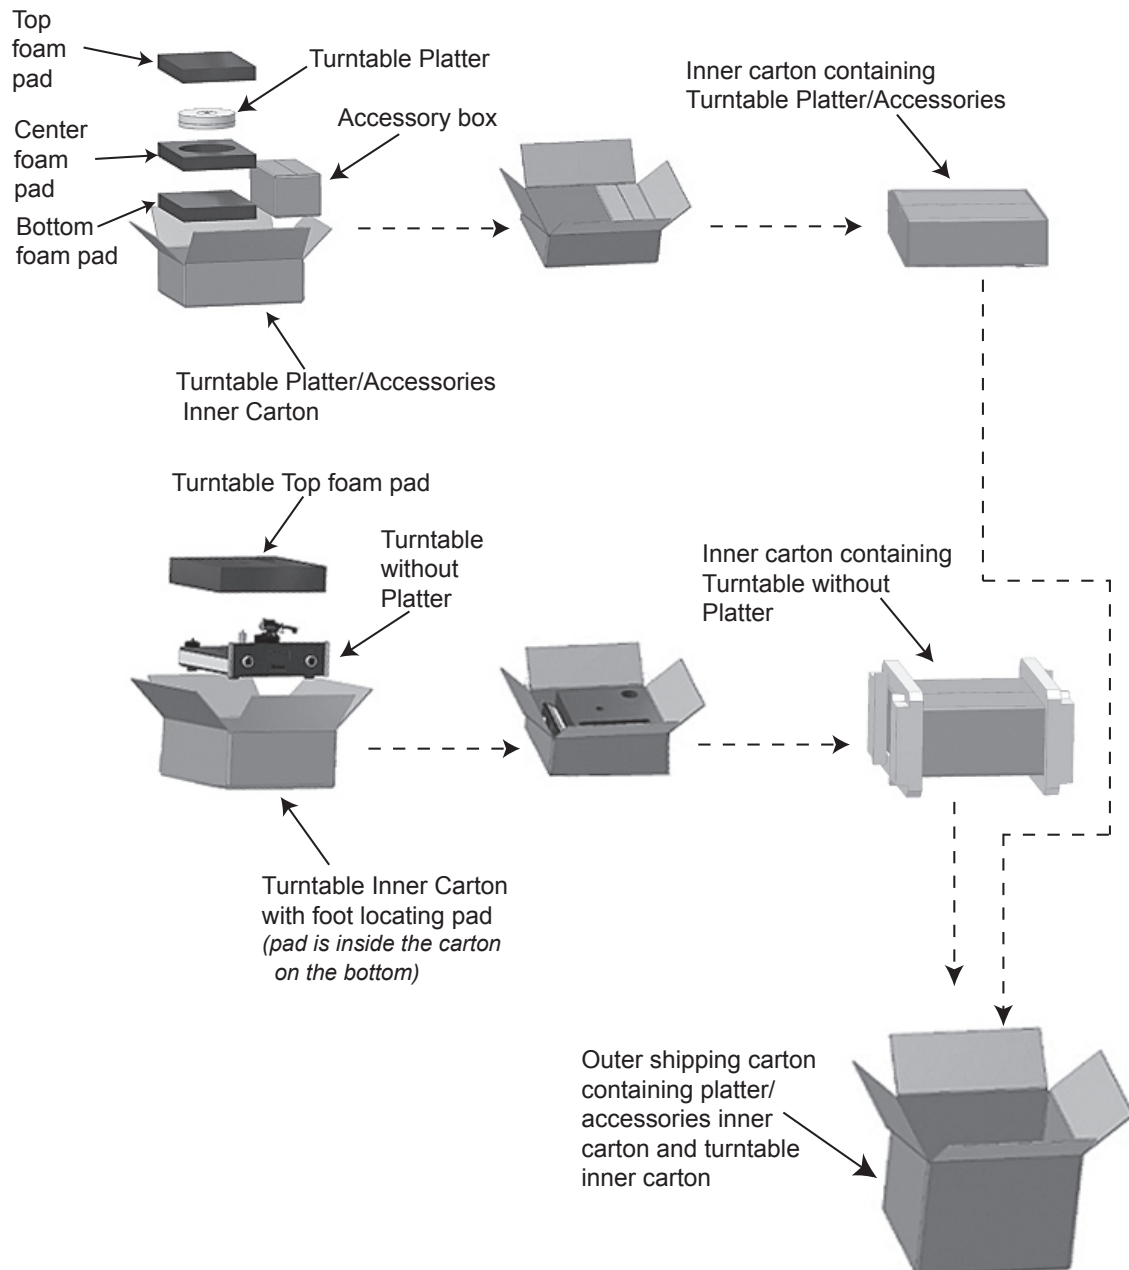 Top
foam
pad
Turntable Platter
Inner carton containing
Turntable Platter/Accessories
Accessory box
Center
foam
pad
Bottom
foam pad
Turntable Platter/Accessories
Inner Carton
Turntable Top foam pad
Turntable
without
Platter
Inner carton containing
Turntable without
Platter
Turntable Inner Carton
with foot locating pad
(pad is inside the carton
on the bottom)
Outer shipping carton
containing platter/
accessories inner
carton and turntable
inner carton